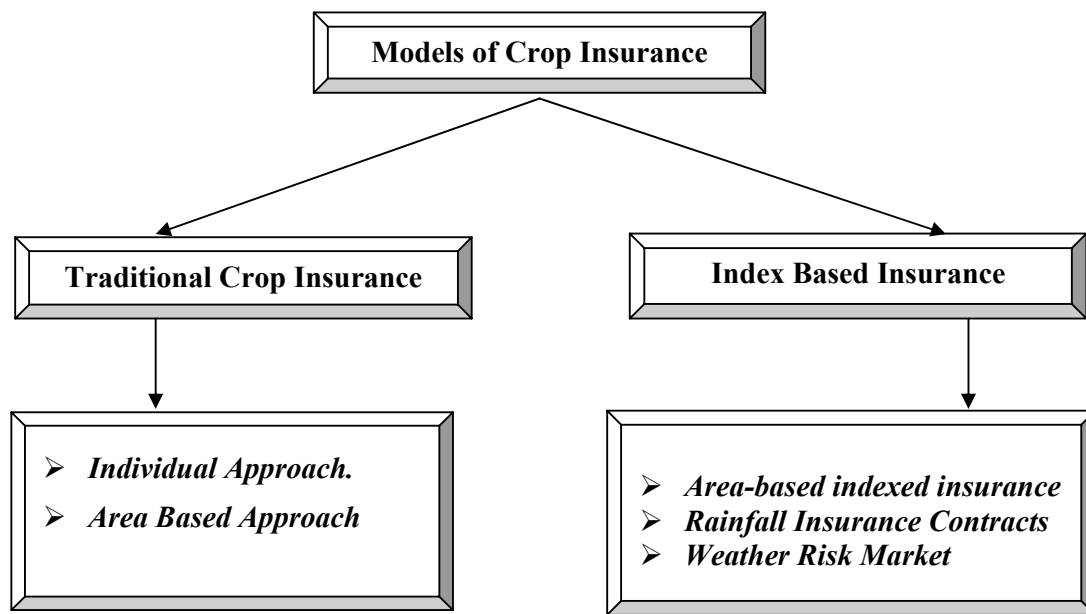 Models of Crop Insurance
Traditional Crop Insurance
Index Based Insurance
➢ Individual Approach.
➢ Area Based Approach
➢ Area-based indexed insurance
➢ Rainfall Insurance Contracts
➢ Weather Risk Market